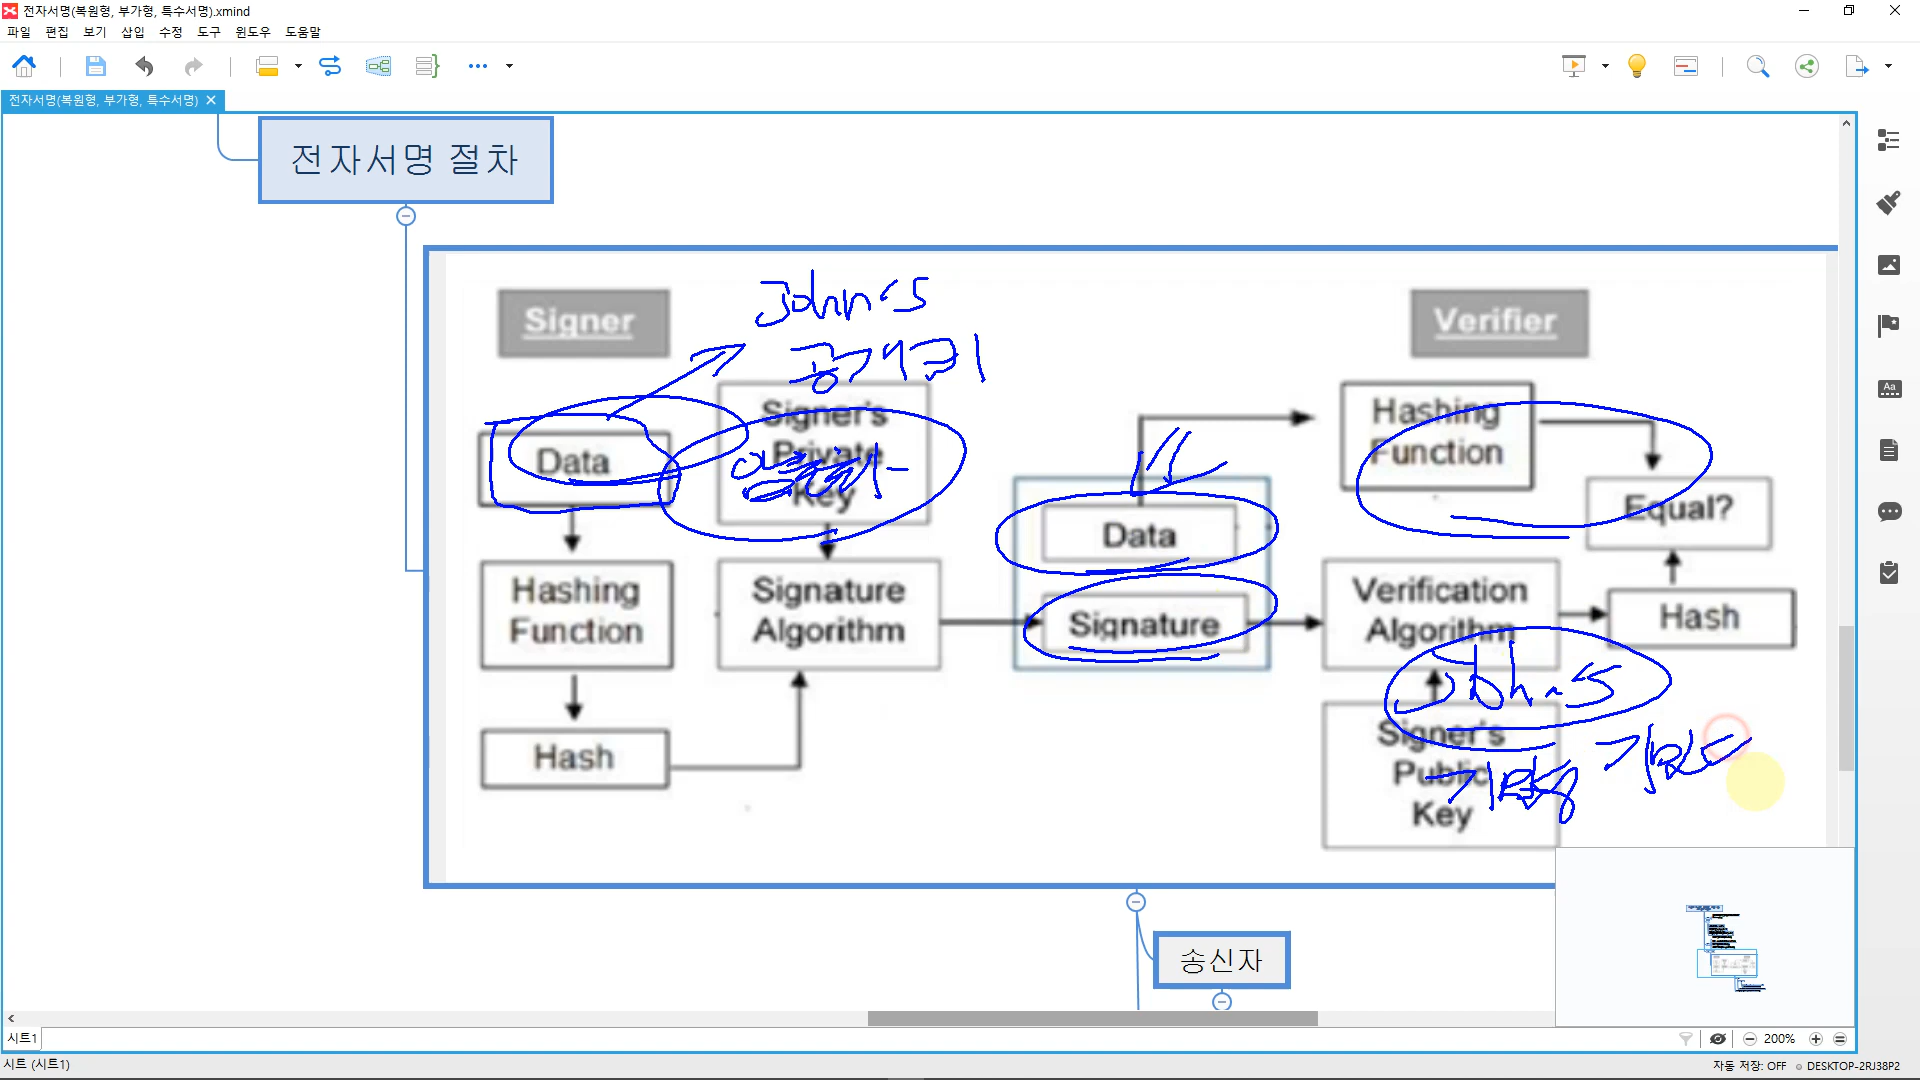 전자서명(복원형, 부가형, 특수서명).xmind
파일 편집 보기 삽입 수정 도구 윈도우 도움말
전자서명(복원형, 부가형, 특수서명)
전자서명 절차
Signer
John's
공개키
Verifier
Data
Signer's
Private
Key
Hashing
Function
Equal?
Data
Signature
Hashing
Function
Signature
Algorithm
Verification
Algorithm
Hash
John's
Hash
Signer's
Public
Key
송신자
시트1
200%
시트 (시트1)
자동 저장: OFF
DESKTOP-2RJ38P2